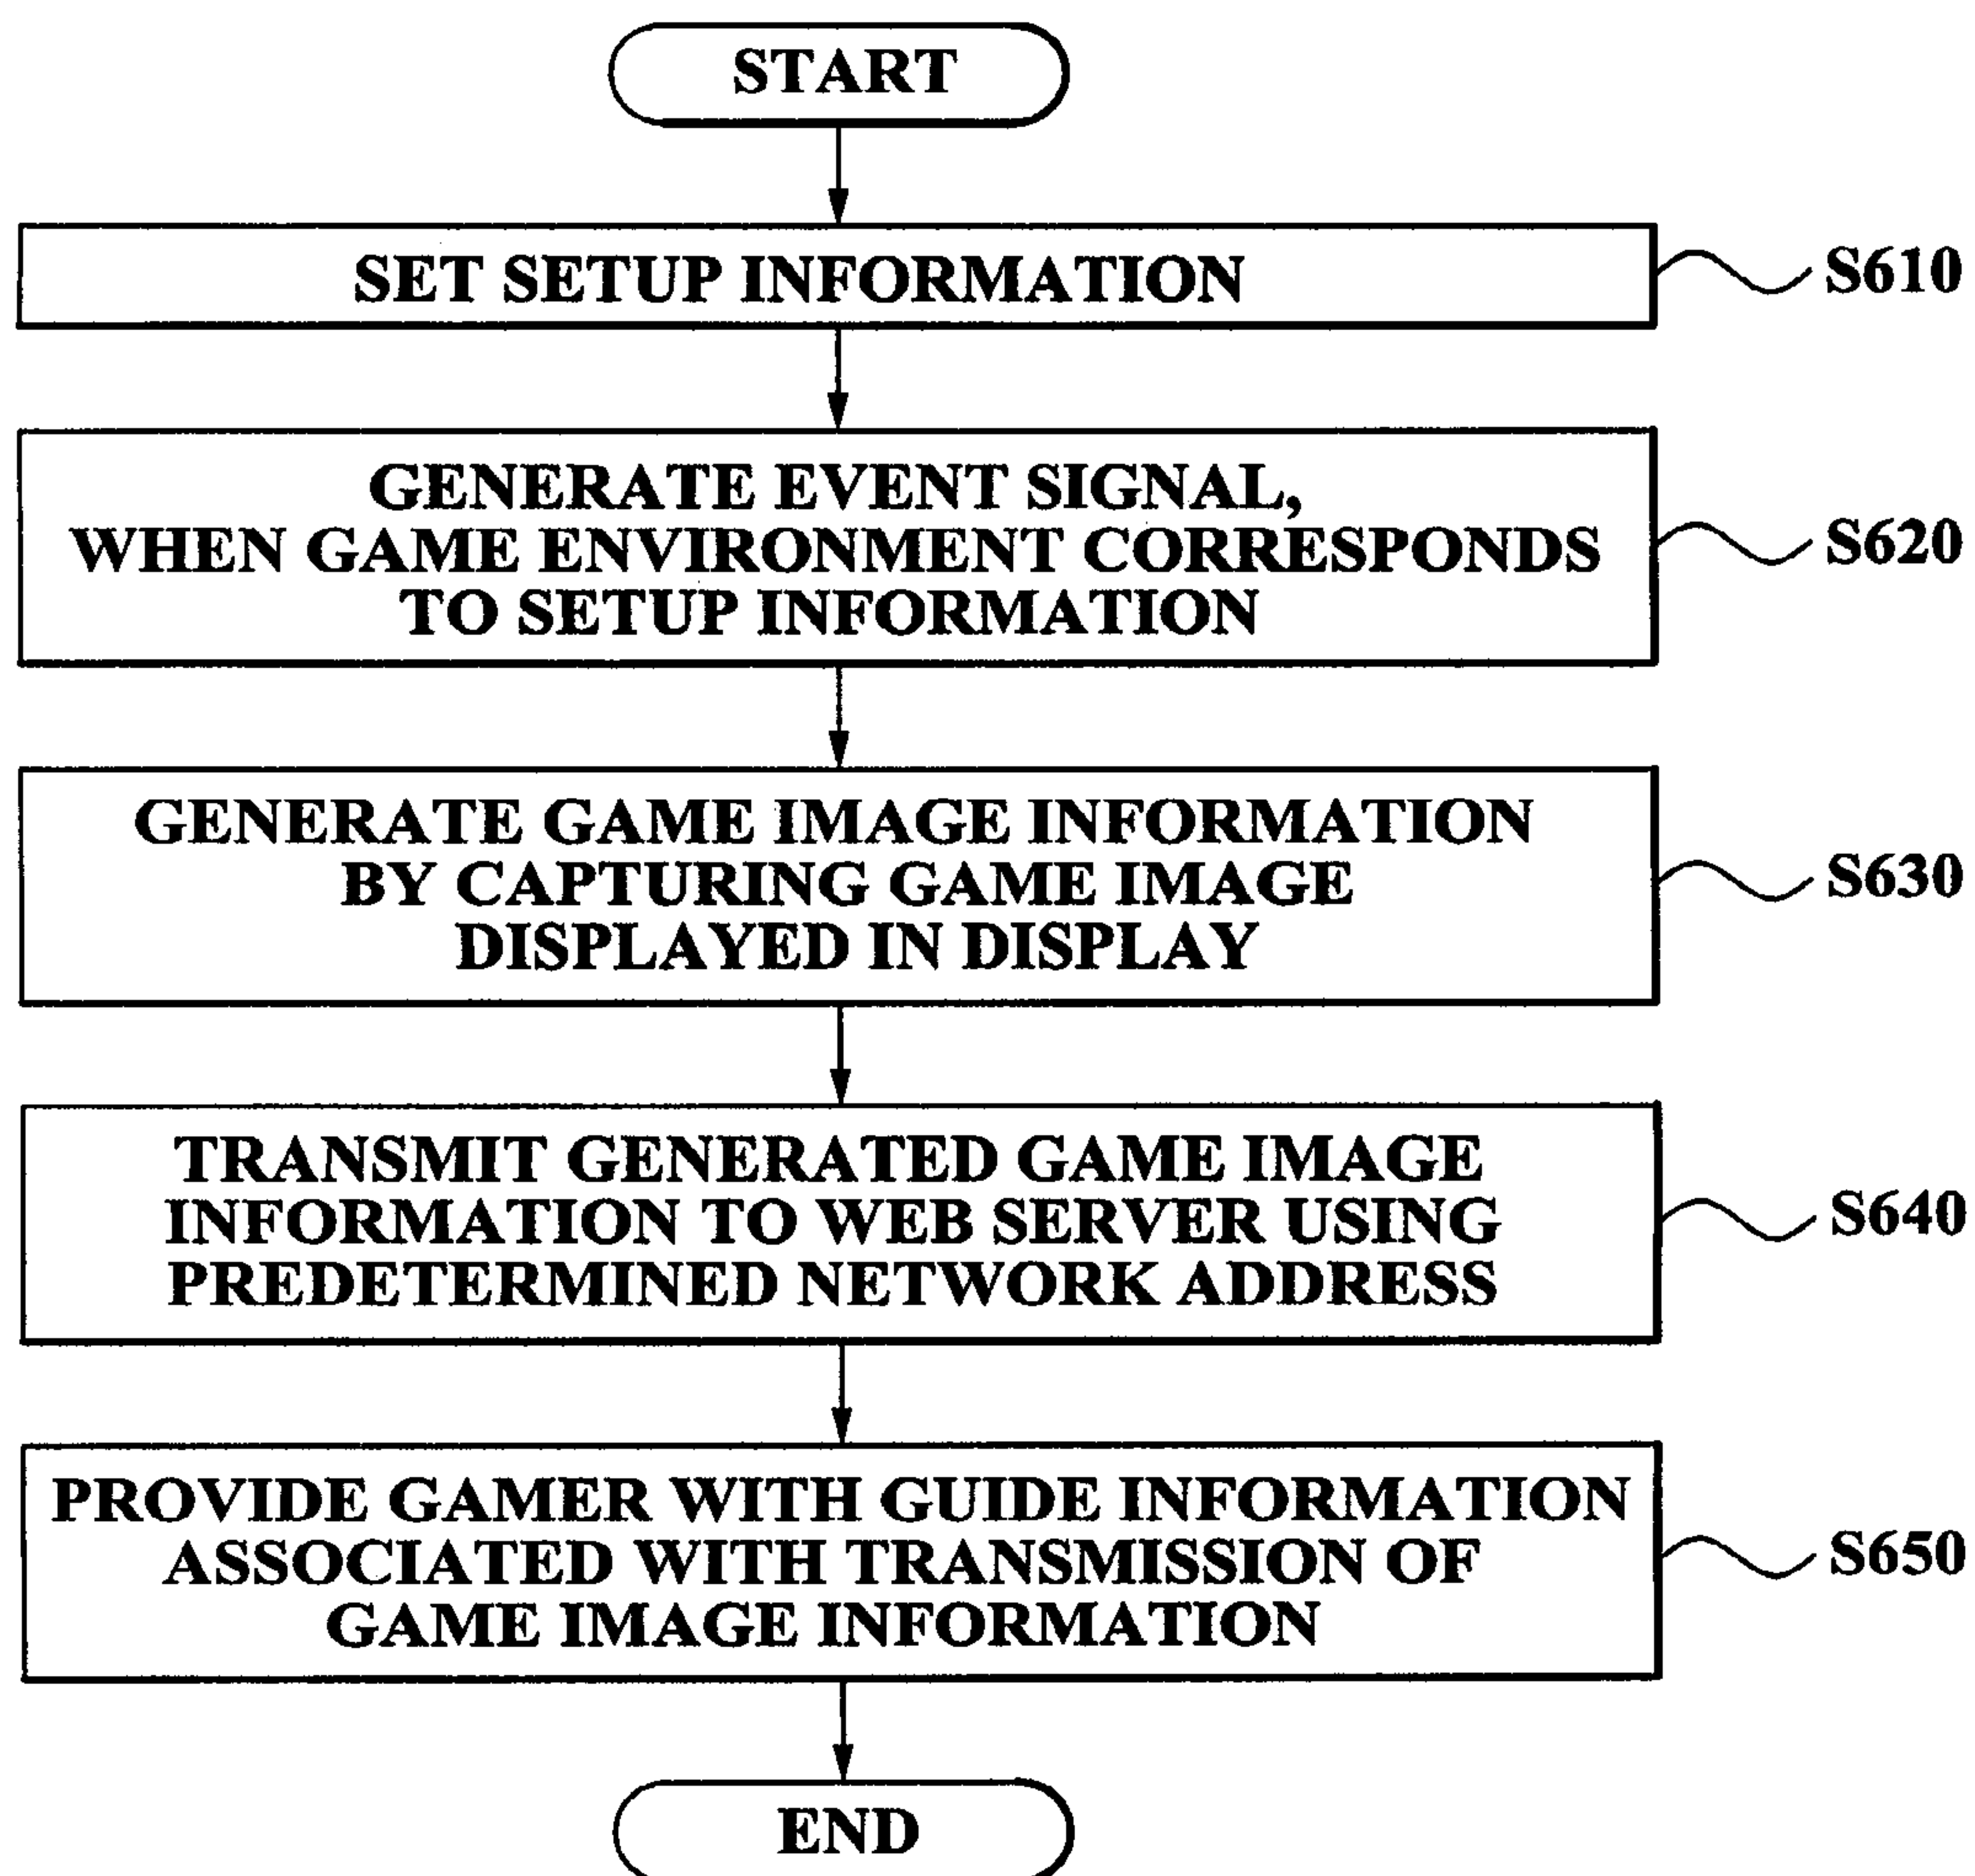 START
SET SETUP INFORMATION
S610
GENERATE EVENT SIGNAL,
WHEN GAME ENVIRONMENT CORRESPONDS
TO SETUP INFORMATION
S620
GENERATE GAME IMAGE INFORMATION
BY CAPTURING GAME IMAGE
DISPLAYED IN DISPLAY
S630
TRANSMIT GENERATED GAME IMAGE
INFORMATION TO WEB SERVER USING
PREDETERMINED NETWORK ADDRESS
S640
PROVIDE GAMER WITH GUIDE INFORMATION
ASSOCIATED WITH TRANSMISSION OF
GAME IMAGE INFORMATION
S650
END